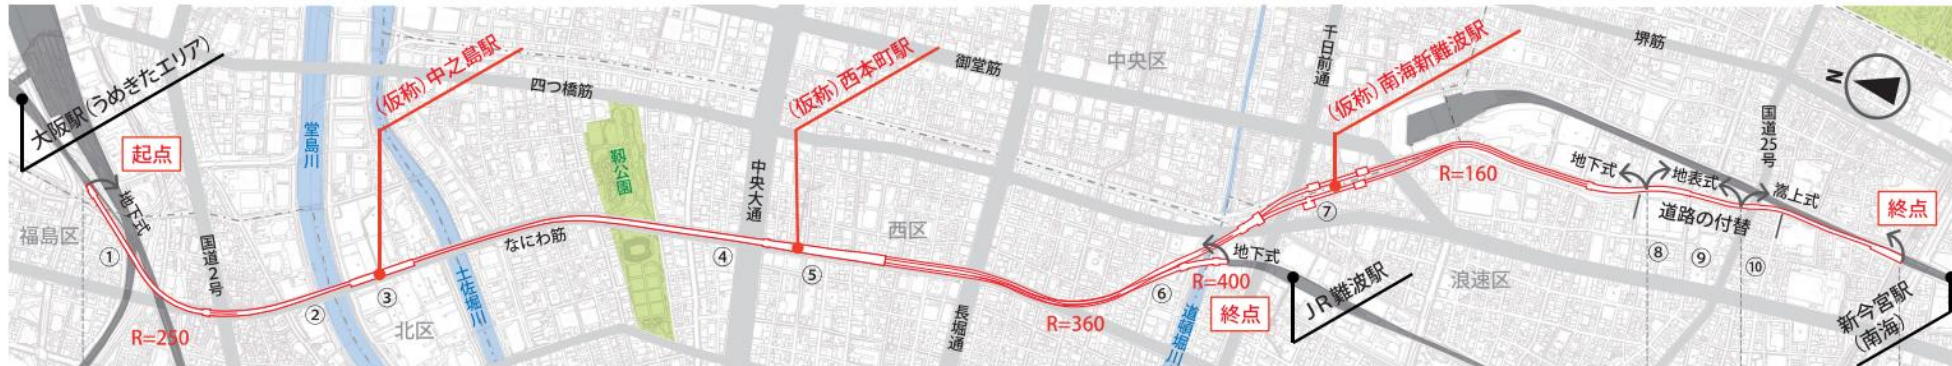 大阪駅(うめきたエリア)
起点
地下式
福島区
①
国道2号
R=250
堂島川
②
(仮称)中之島駅
③
北区
土佐堀川
四つ橋筋
なにわ筋
靱公園
④
中央大通
(仮称)西本町駅
⑤
西区
御堂筋
長堀通
中央区
R=360
⑥
道頓堀川
R=400
終点
地下式
JR難波駅
千日前通
(仮称)南海新難波駅
⑦
R=160
浪速区
堺筋
地下式
地表式
嵩上式
道路の付替
国道25号
⑧
⑨
⑩
N
終点
新今宮駅
(南海)